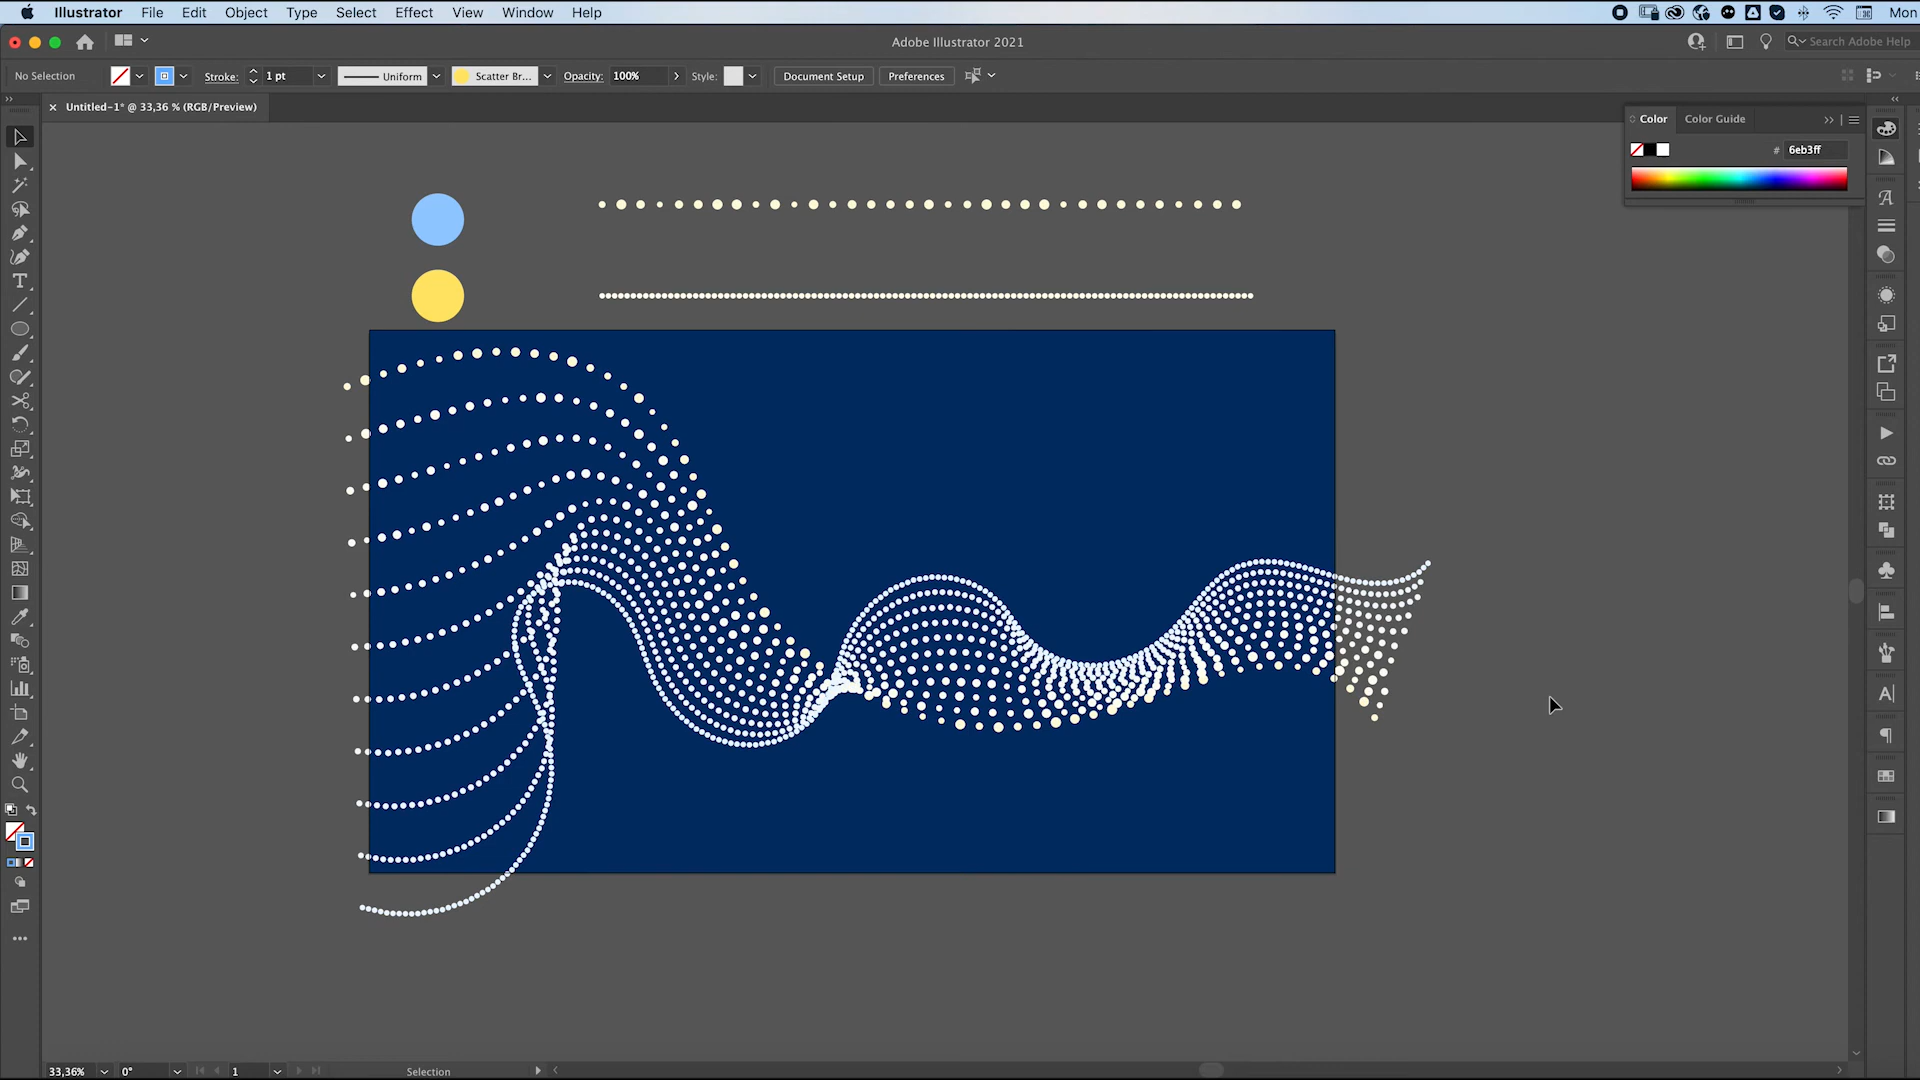 Illustrator File Edit Object Type Select Effect View Window Help Mon
Adobe Illustrator 2021 Search Adobe Help
No Selection Stroke: 1 pt Uniform Scatter Br... Opacity: 100% Style: Document Setup Preferences
× Untitled-1* @ 33,36 % (RGB/Preview)
Color Color Guide
# 6eb3ff
33,36% 0° 1 Selection